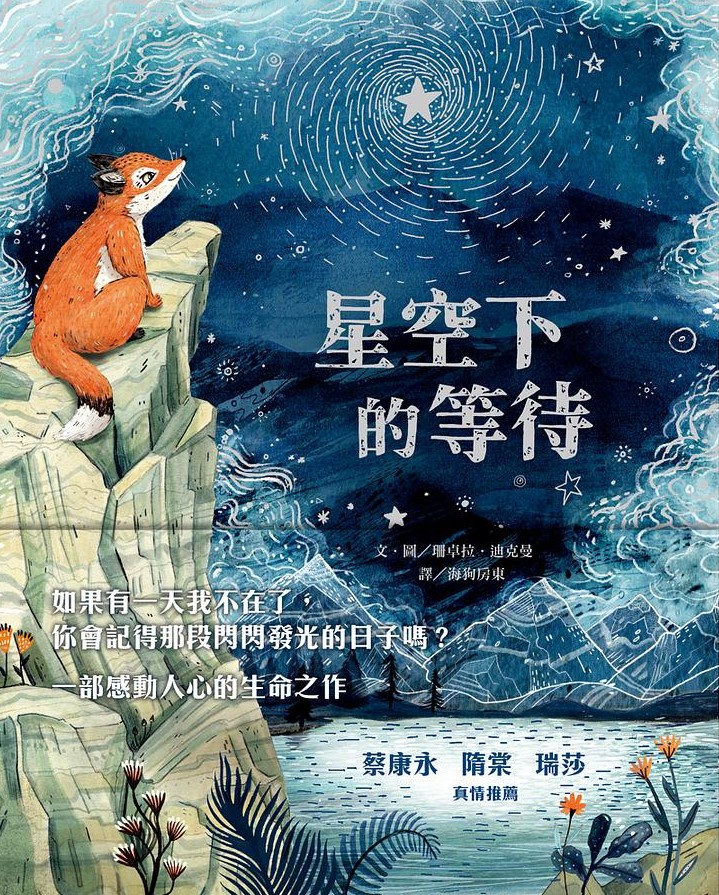 星空下
的等待
文・圖／珊卓拉・迪克曼
譯／海狗房東
如果有一天我不在了，
你會記得那段閃閃發光的日子嗎？
一部感動人心的生命之作
蔡康永 隋棠 瑞莎
真情推薦